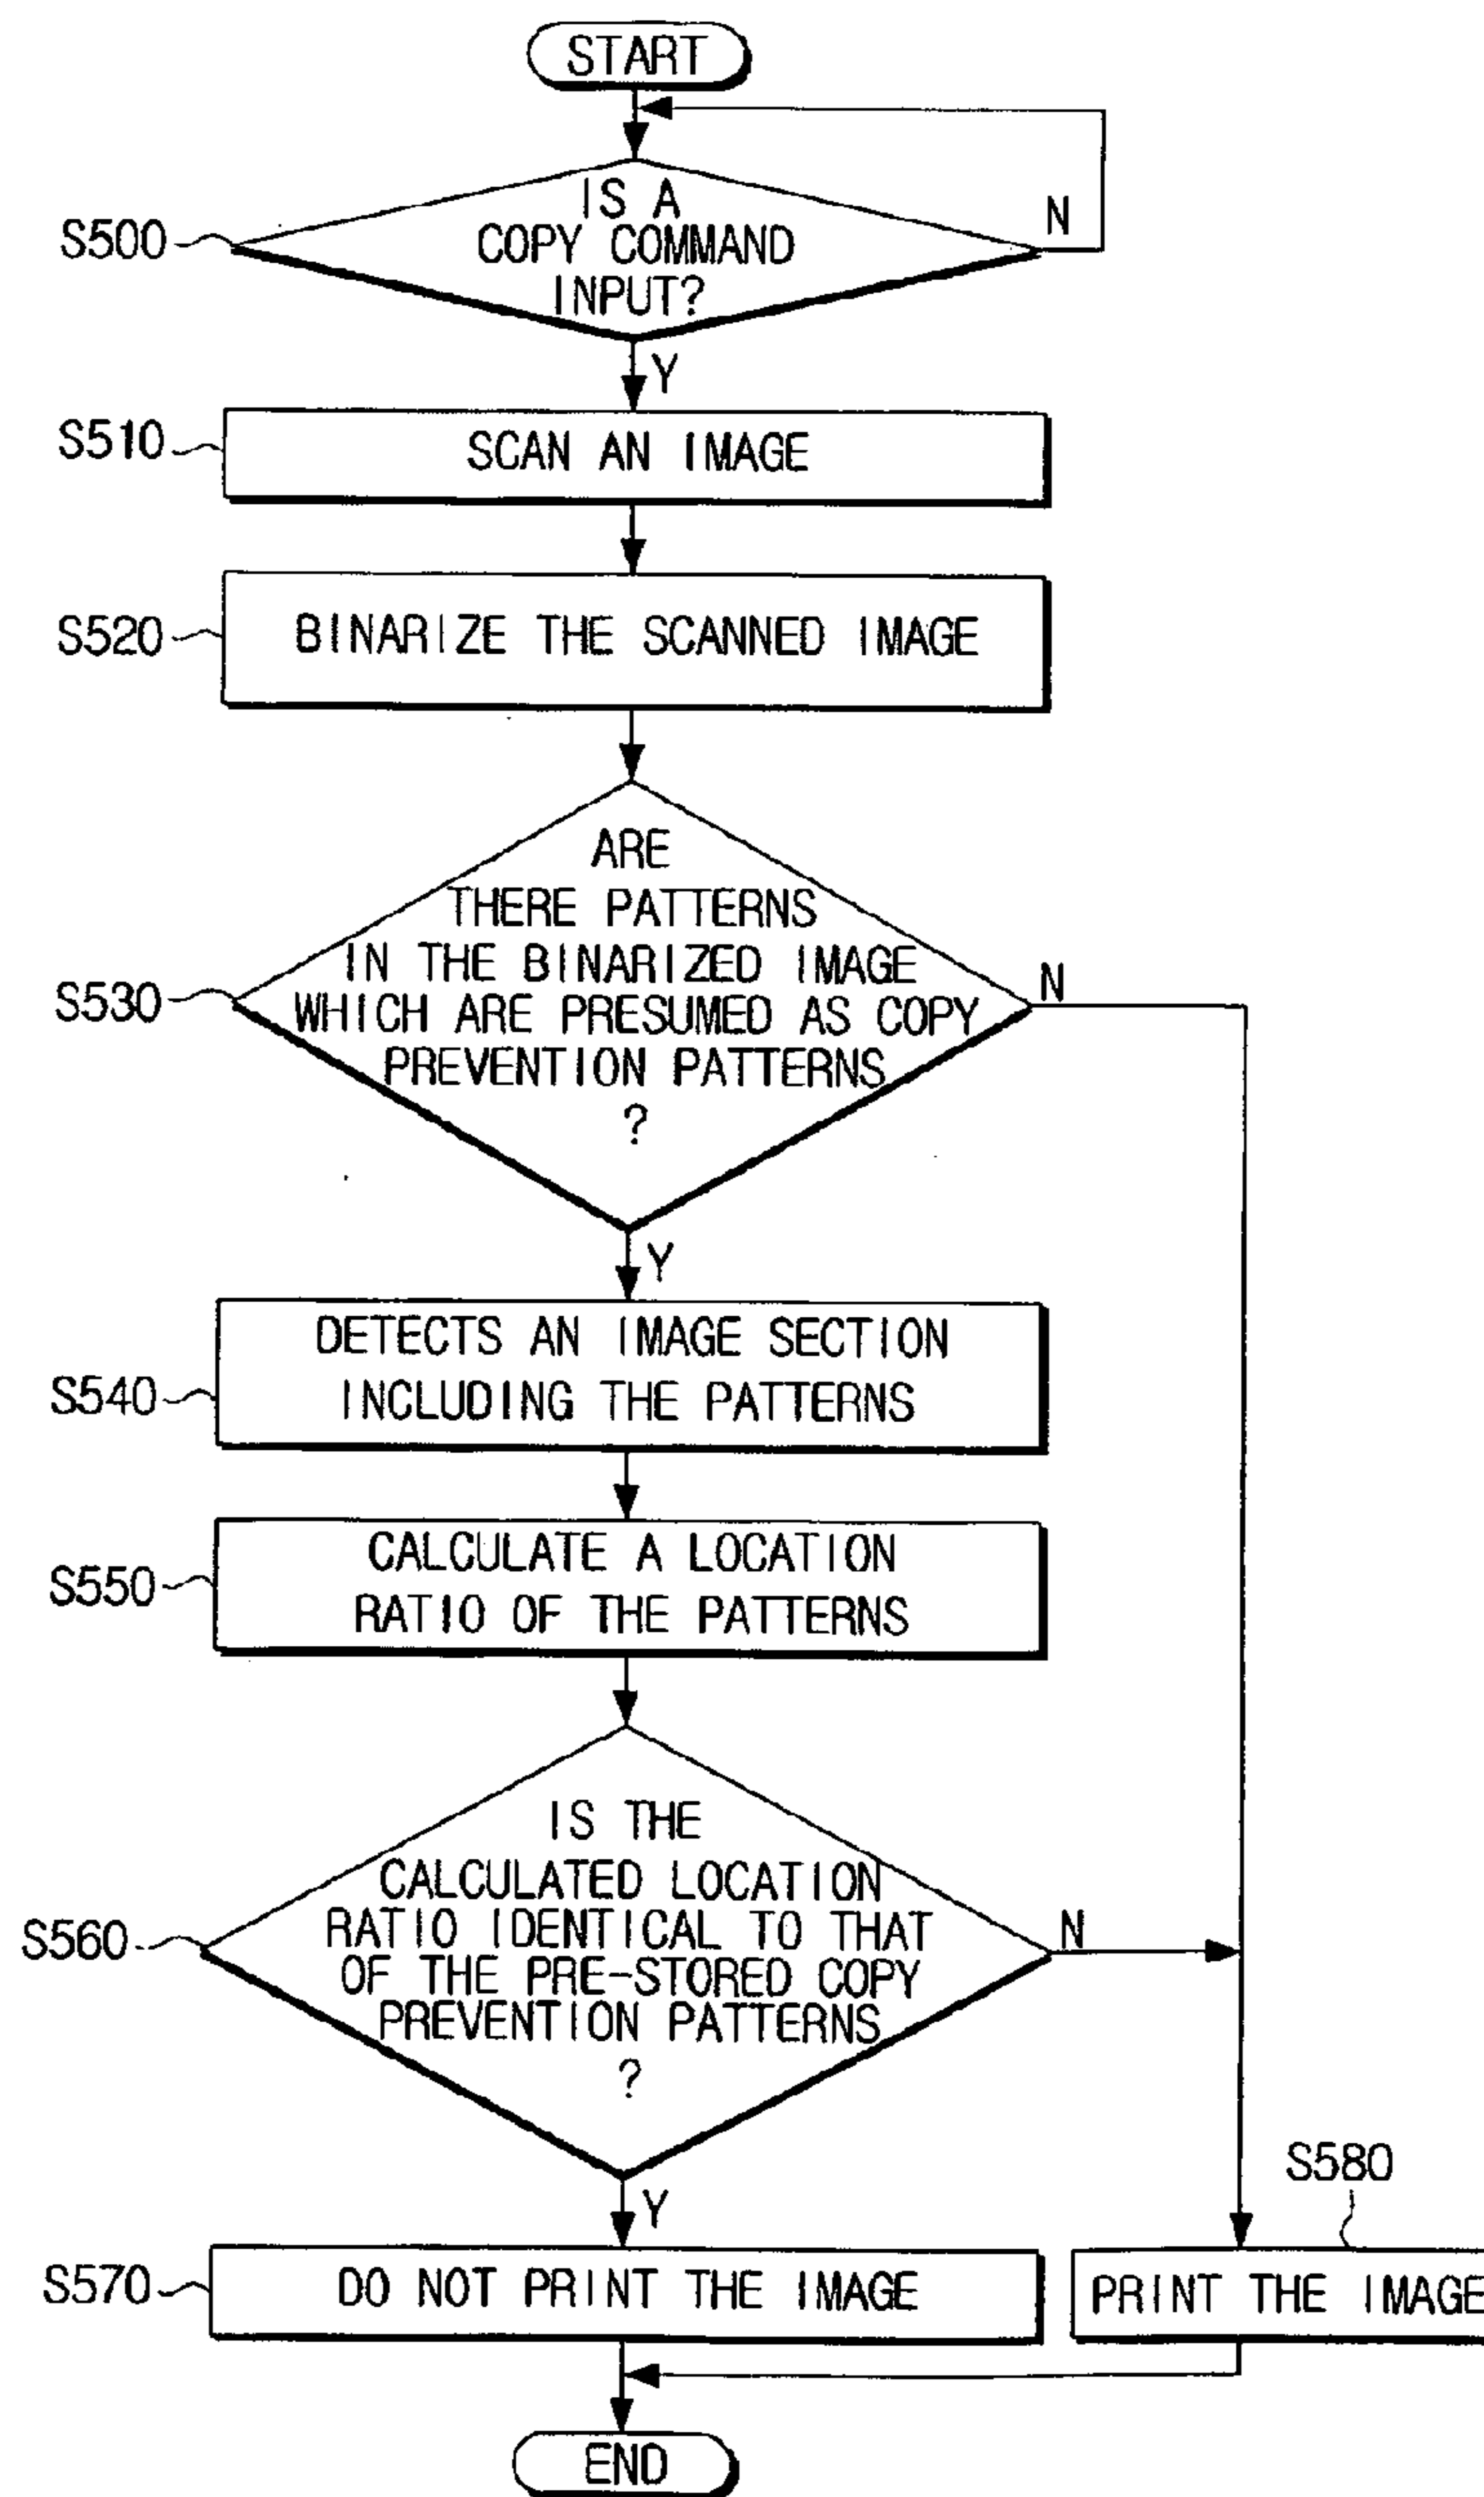 START
IS A
COPY COMMAND
INPUT?
N
S500
Y
S510
SCAN AN IMAGE
S520
BINARIZE THE SCANNED IMAGE
ARE
THERE PATTERNS
IN THE BINARIZED IMAGE
WHICH ARE PRESUMED AS COPY
PREVENTION PATTERNS
?
S530
N
Y
DETECTS AN IMAGE SECTION
INCLUDING THE PATTERNS
S540
CALCULATE A LOCATION
RATIO OF THE PATTERNS
S550
IS THE
CALCULATED LOCATION
RATIO IDENTICAL TO THAT
OF THE PRE-STORED COPY
PREVENTION PATTERNS
?
S560
N
Y
S580
S570
DO NOT PRINT THE IMAGE
PRINT THE IMAGE
END